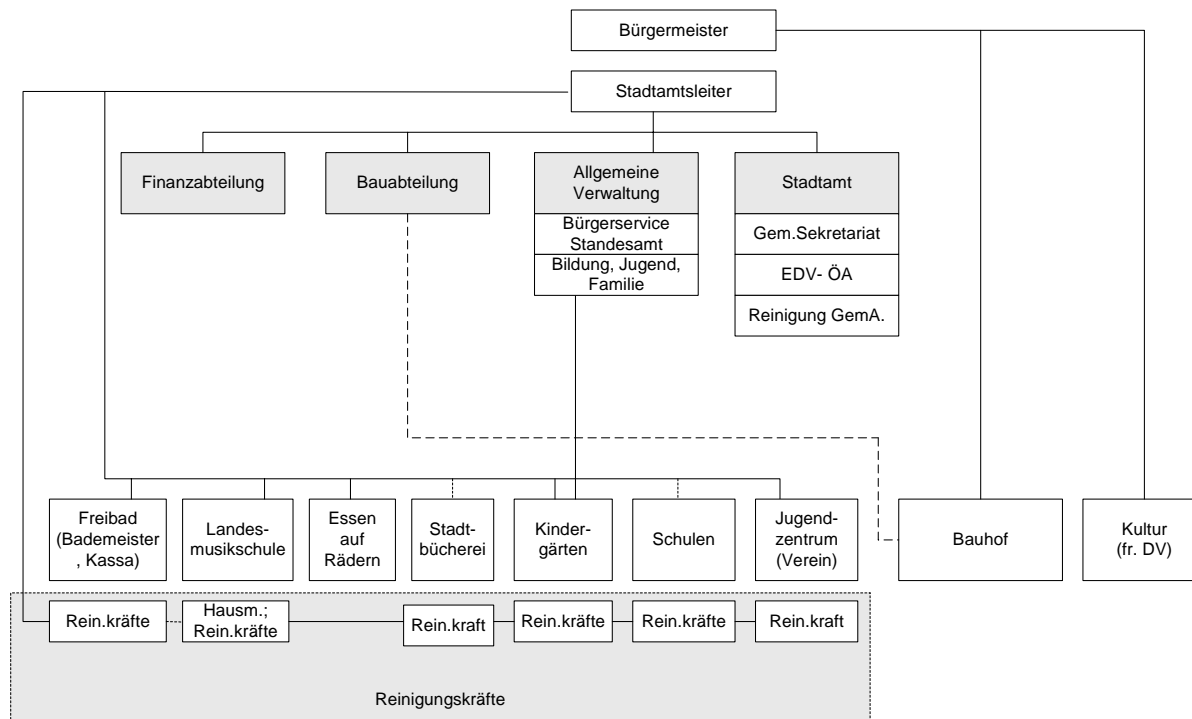 Bürgermeister
Stadtamtsleiter
Finanzabteilung
Bauabteilung
Allgemeine
Verwaltung
Bürgerservice
Standesamt
Bildung, Jugend,
Familie
Stadtamt
Gem.Sekretariat
EDV- ÖA
Reinigung GemA.
Freibad
(Bademeister
, Kassa)
Landes-
musikschule
Essen
auf
Rädern
Stadt-
bücherei
Kinder-
gärten
Schulen
Jugend-
zentrum
(Verein)
Bauhof
Kultur
(fr. DV)
Rein.kräfte
Hausm.;
Rein.kräfte
Rein.kraft
Rein.kräfte
Rein.kräfte
Rein.kraft
Reinigungskräfte